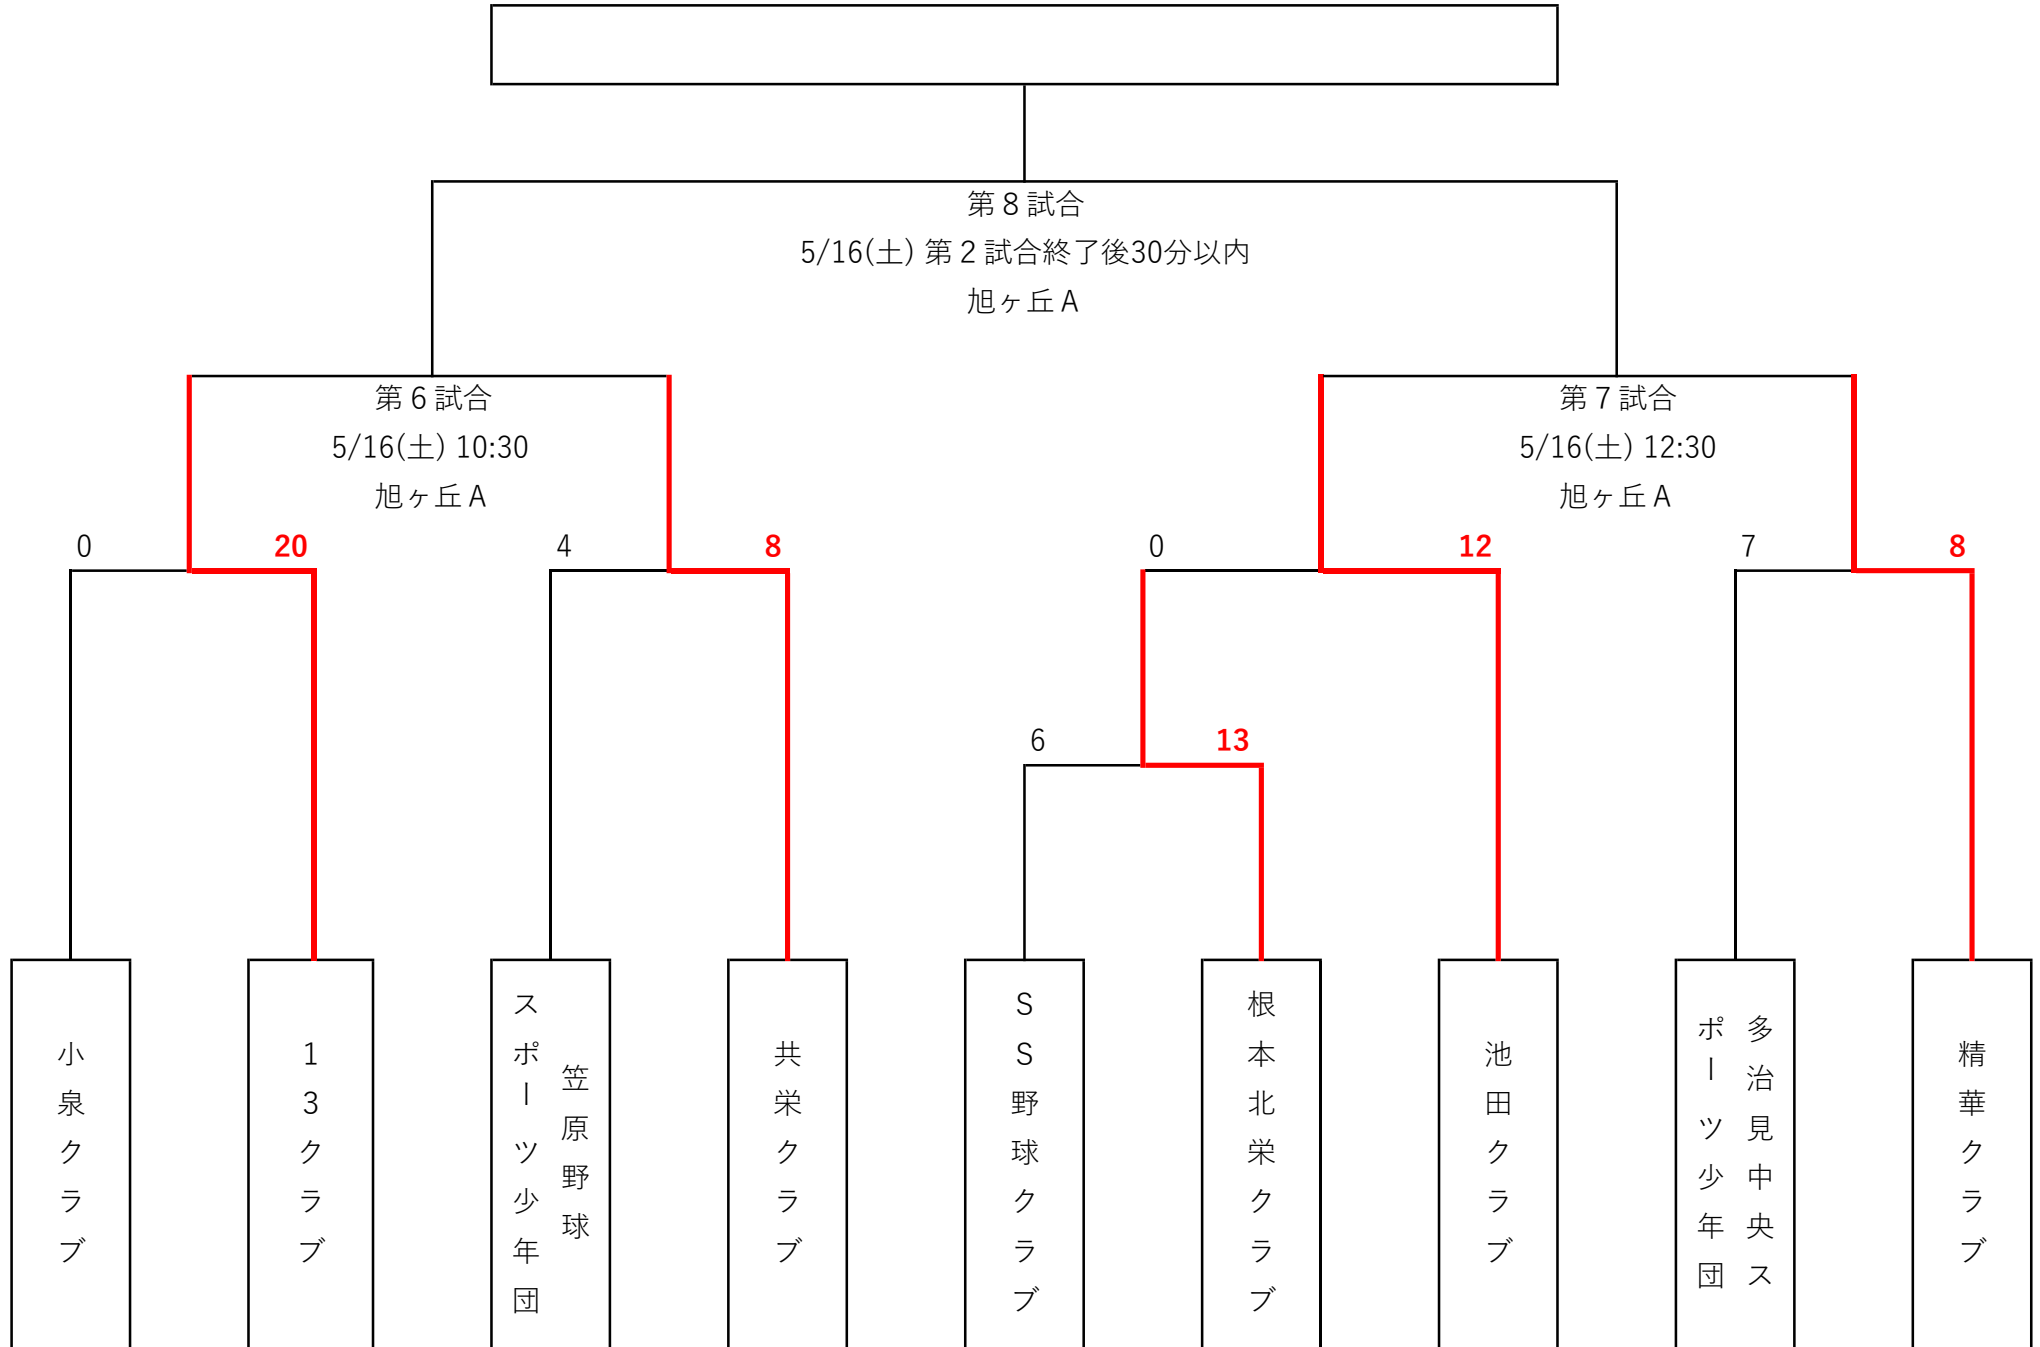 第８試合
5/16(土) 第２試合終了後30分以内
旭ヶ丘Ａ
第６試合
5/16(土) 10:30
旭ヶ丘Ａ
第７試合
5/16(土) 12:30
旭ヶ丘Ａ
0
20
4
8
0
12
7
8
6
13
小泉クラブ
13クラブ
笠原野球
スポーツ少年団
共栄クラブ
ＳＳ野球クラブ
根本北栄クラブ
池田クラブ
多治見中央ス
ポーツ少年団
精華クラブ